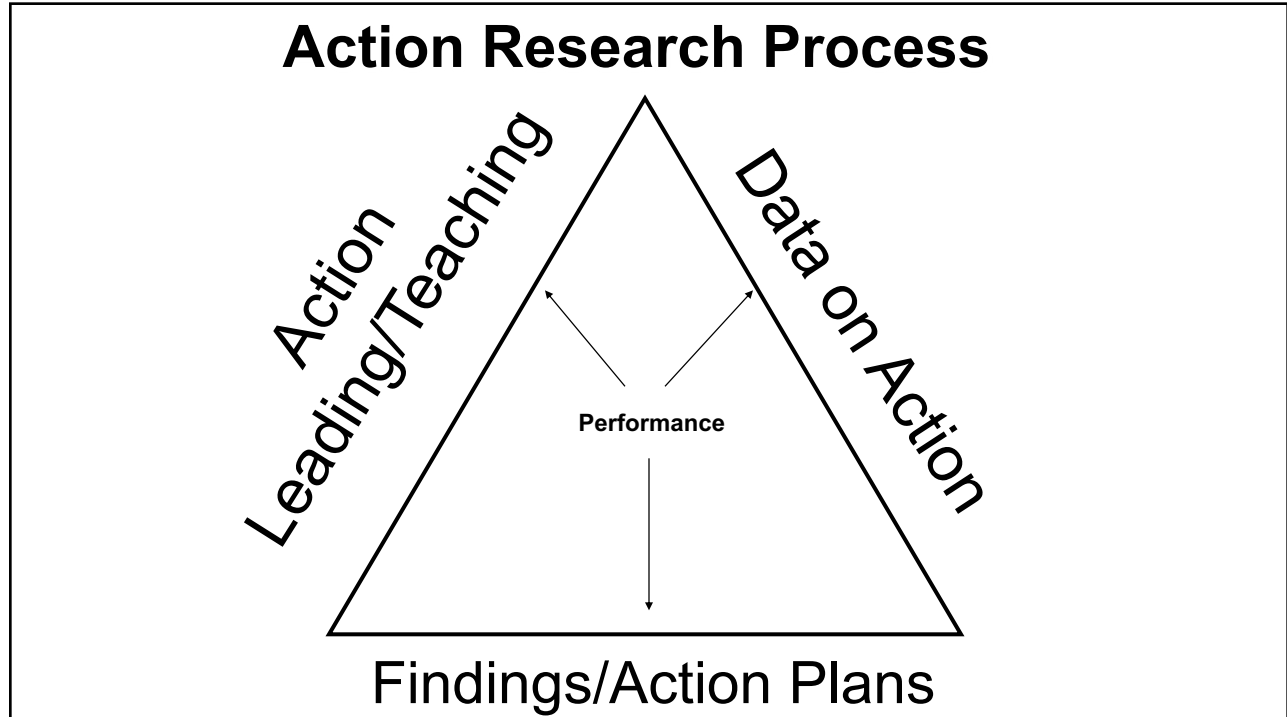 Action Research Process
Action
Leading/Teaching
Data on Action
Performance
Findings/Action Plans